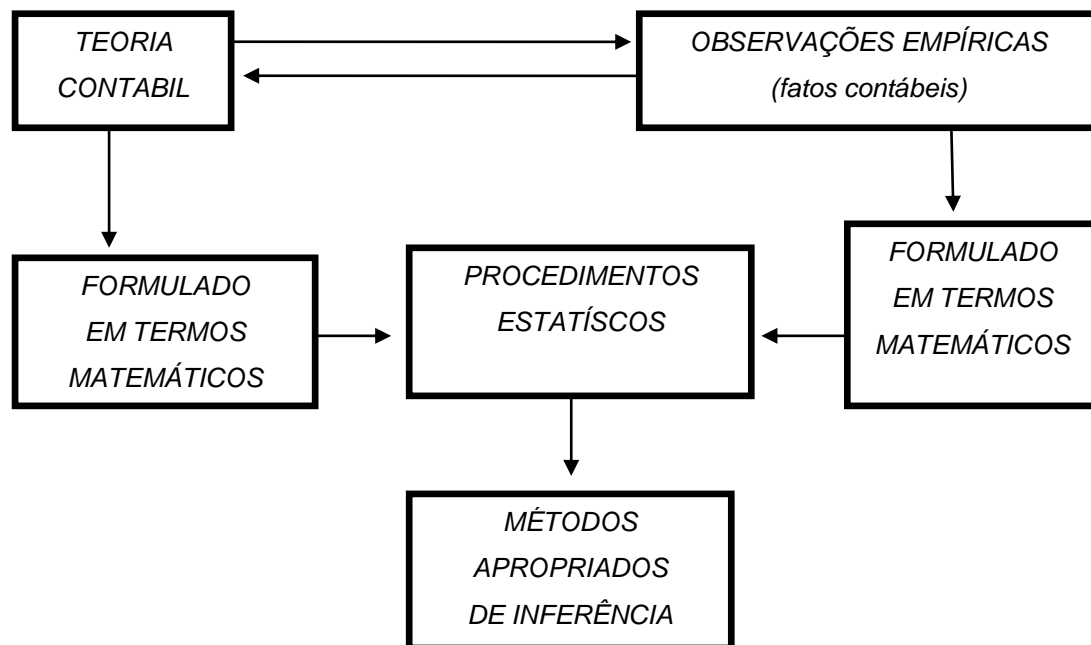 TEORIA
CONTABIL
OBSERVAÇÕES EMPÍRICAS
(fatos contábeis)
FORMULADO
EM TERMOS
MATEMÁTICOS
PROCEDIMENTOS
ESTATÍSCOS
FORMULADO
EM TERMOS
MATEMÁTICOS
MÉTODOS
APROPRIADOS
DE INFERÊNCIA